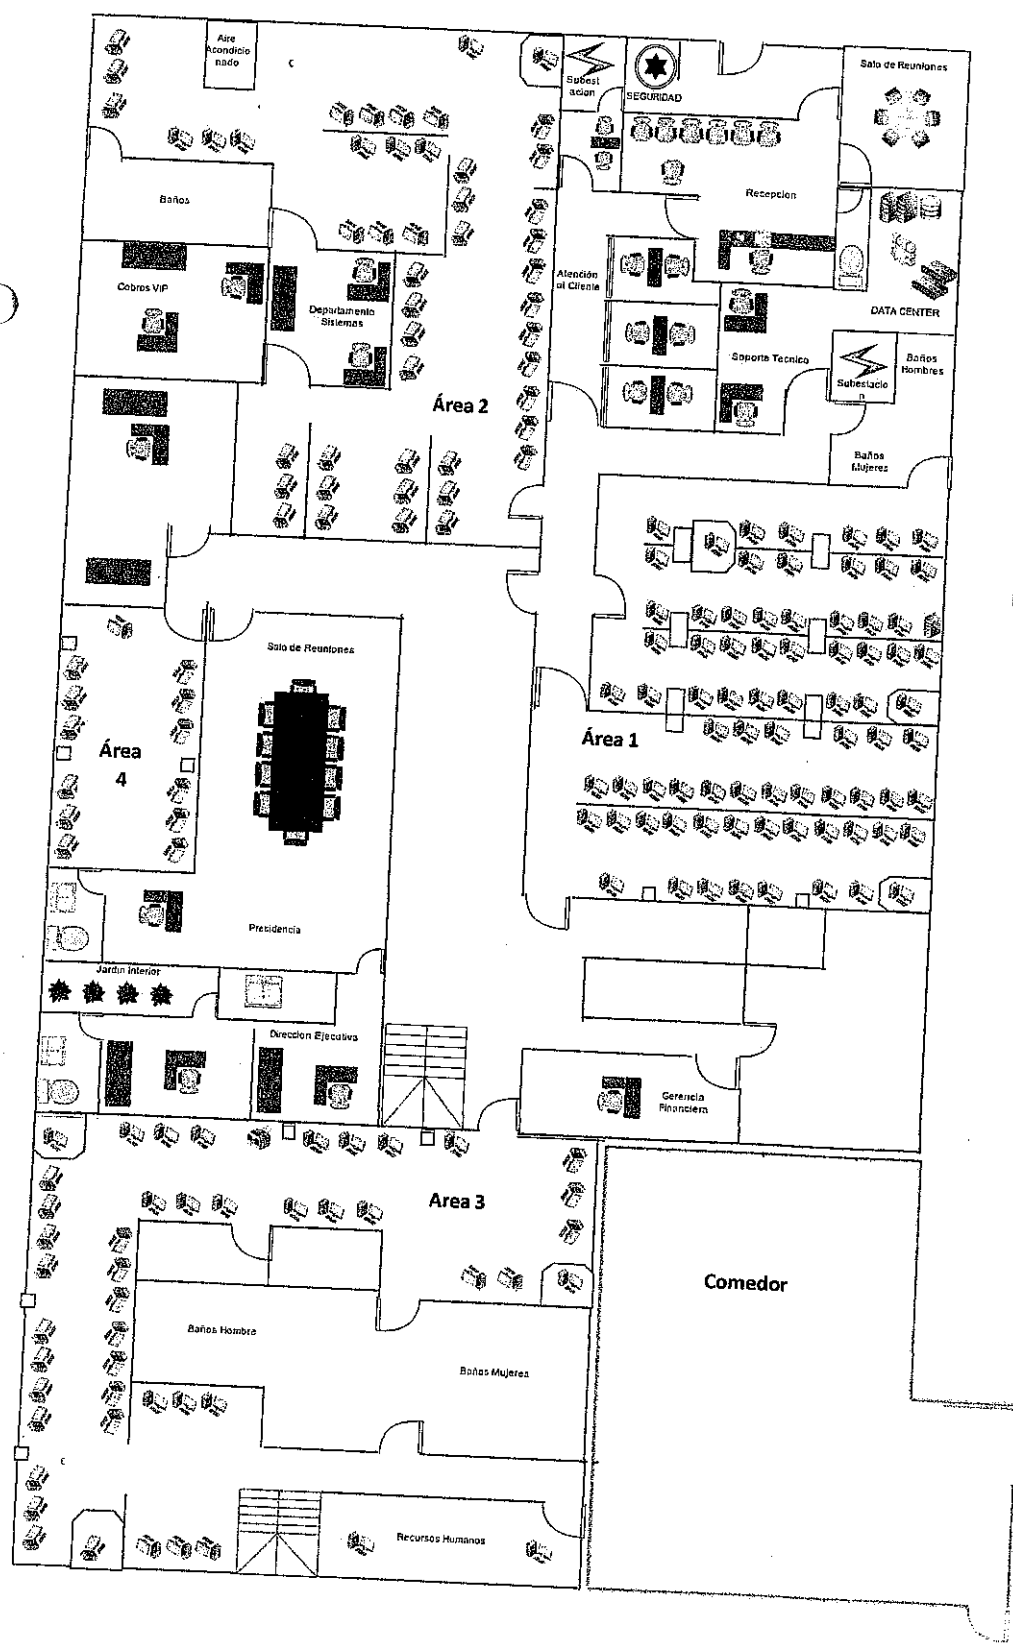 Aire
Acondicio
nado
Subest
acion
SEGURIDAD
Salo de Reuniones
Baños
Recepcion
Cobros VIP
Departamento
Sistemas
Atención
al Cliente
DATA CENTER
Soporte Tecnico
Subestacio
n
Baños
Hombres
Área 2
Baños
Mujeres
Salo de Reuniones
Área
4
Área 1
Presidencia
Jardin Interior
Direccion Ejecutiva
Gerencia
Financiera
Area 3
Comedor
Baños Hombre
Baños Mujeres
Recursos Humanos